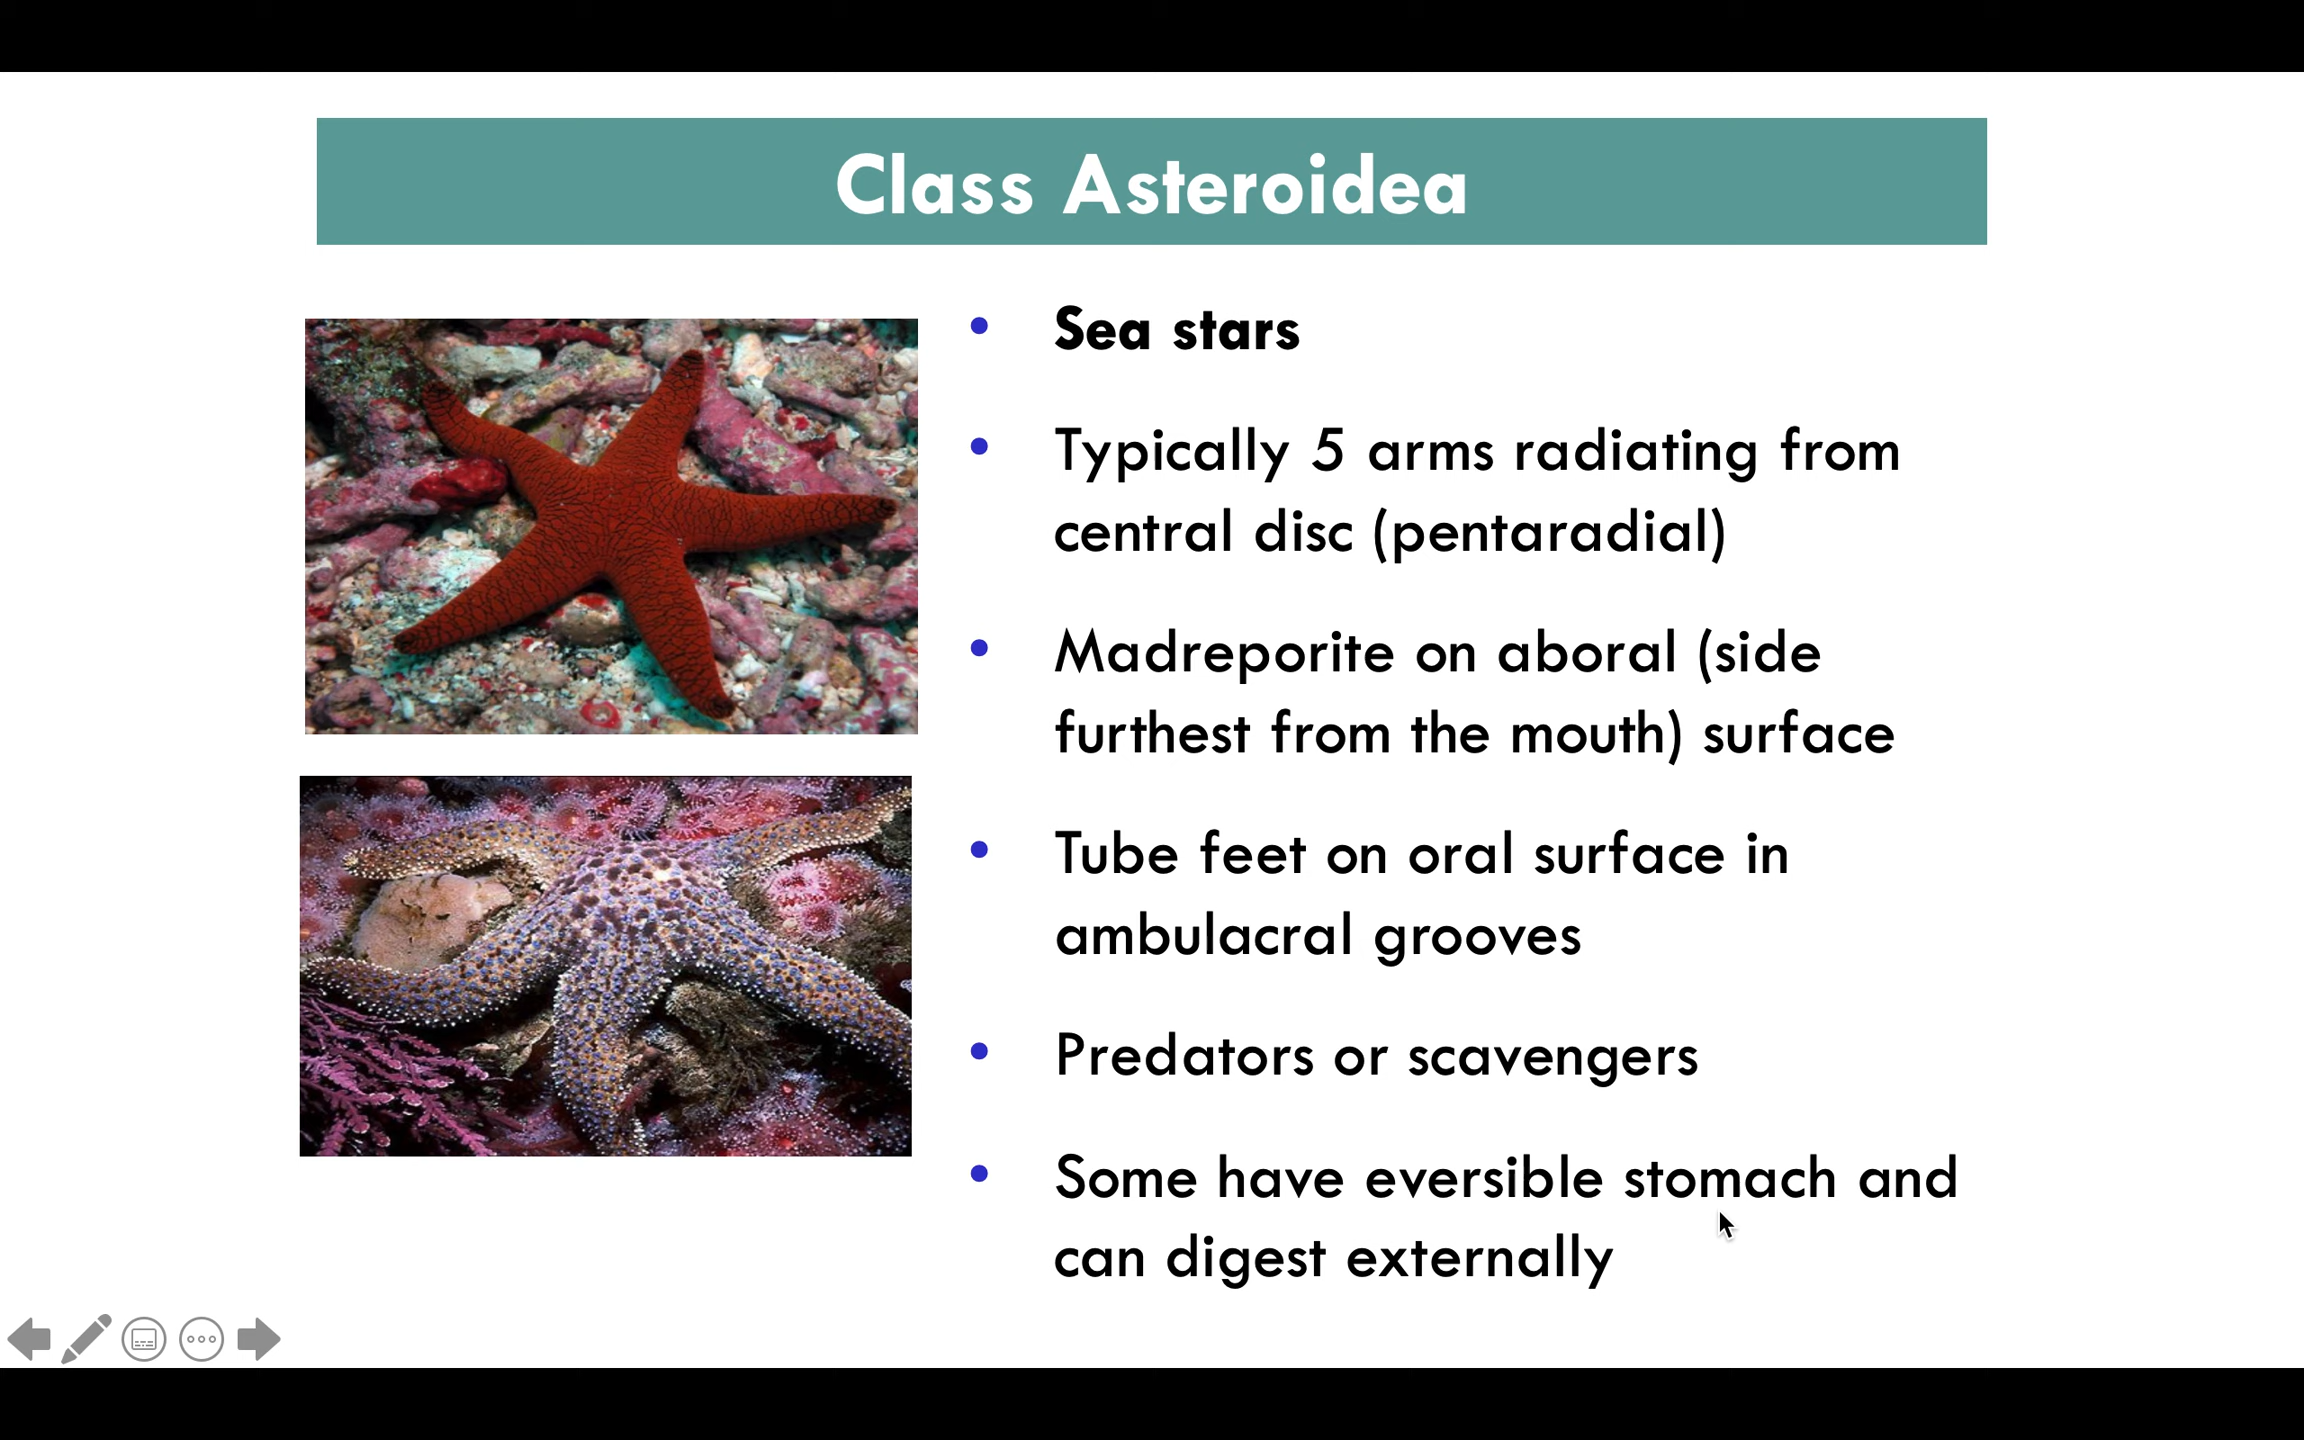 Class Asteroidea
• Sea stars
• Typically 5 arms radiating from
central disc (pentaradial)
• Madreporite on aboral (side
furthest from the mouth) surface
• Tube feet on oral surface in
ambulacral grooves
• Predators or scavengers
• Some have eversible stomach and
can digest externally